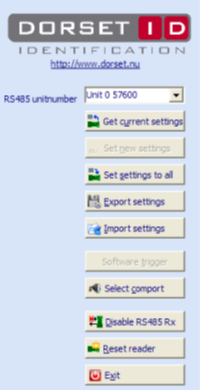 DORSET ID
IDENTIFICATION
http://www.dorset.nu
RS485 unitnumber
Unit 0 57600
Get current settings
Set new settings
Set settings to all
Export settings
Import settings
Software trigger
Select comport
Disable RS485 Rx
Reset reader
Exit